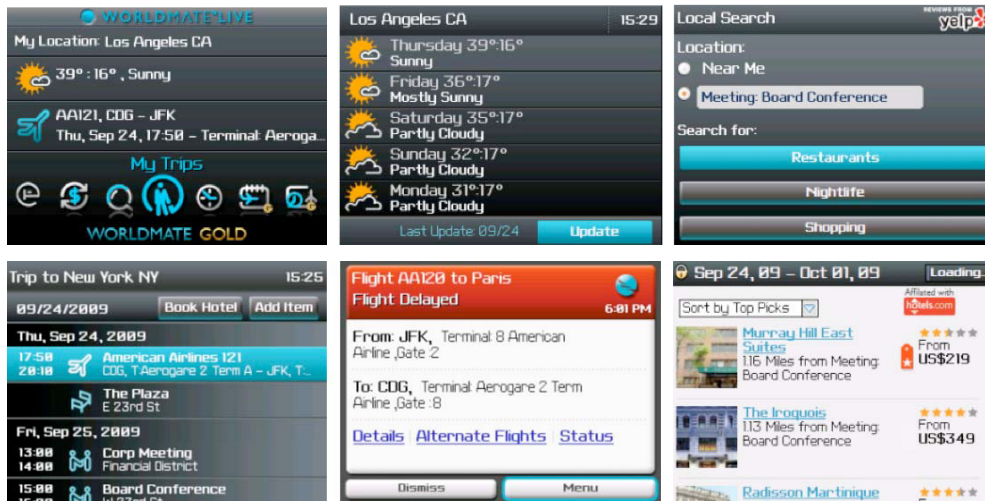 WORLDMATE LIVE
My Location: Los Angeles CA
39° : 16° , Sunny
AA121, CDG – JFK
Thu, Sep 24, 17:50 – Terminal: Aeroga...
My Trips
WORLDMATE GOLD
Los Angeles CA 15:29
Thursday 39°:16°
Sunny
Friday 36°:17°
Mostly Sunny
Saturday 35°:17°
Partly Cloudy
Sunday 32°:17°
Partly Cloudy
Monday 31°:17°
Partly Cloudy
Last Update: 09/24 Update
Local Search
REVIEWS FROM
yelp
Location:
Near Me
Meeting: Board Conference
Search for:
Restaurants
Nightlife
Shopping
Trip to New York NY 15:25
09/24/2009 Book Hotel Add Item
Thu, Sep 24, 2009
17:50 American Airlines 121
20:10 CDG, T Aerogare 2 Term A – JFK, T...
The Plaza
E 23rd St
Fri, Sep 25, 2009
13:00 Corp Meeting
14:00 Financial District
15:00 Board Conference
Flight AA120 to Paris
Flight Delayed
6:01 PM
From: JFK, Terminal: 8 American
Airline ,Gate :2
To: CDG, Terminal: Aerogare 2 Term
Airline ,Gate :8
Details Alternate Flights Status
Dismiss Menu
Sep 24, 09 – Oct 01, 09 Loading..
Affiliated with
hotels.com
Sort by Top Picks
Murray Hill East
Suites
1.16 Miles from Meeting:
Board Conference
From
US$219
The Iroquois
1.13 Miles from Meeting:
Board Conference
From
US$349
Radisson Martinique